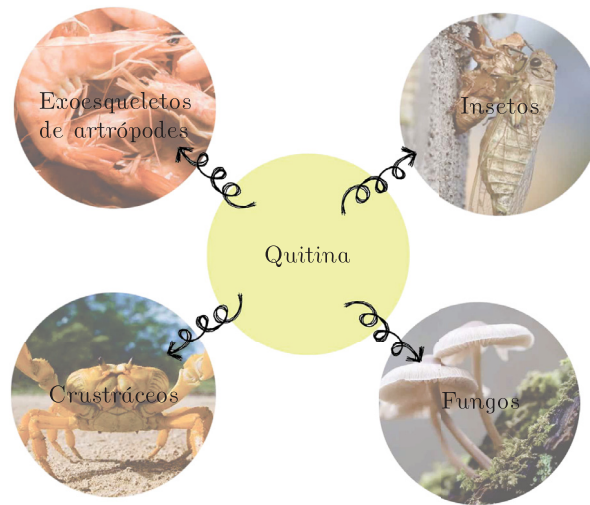 Exoesqueletos
de artrópodes
Insetos
Quitina
Crustráceos
Fungos